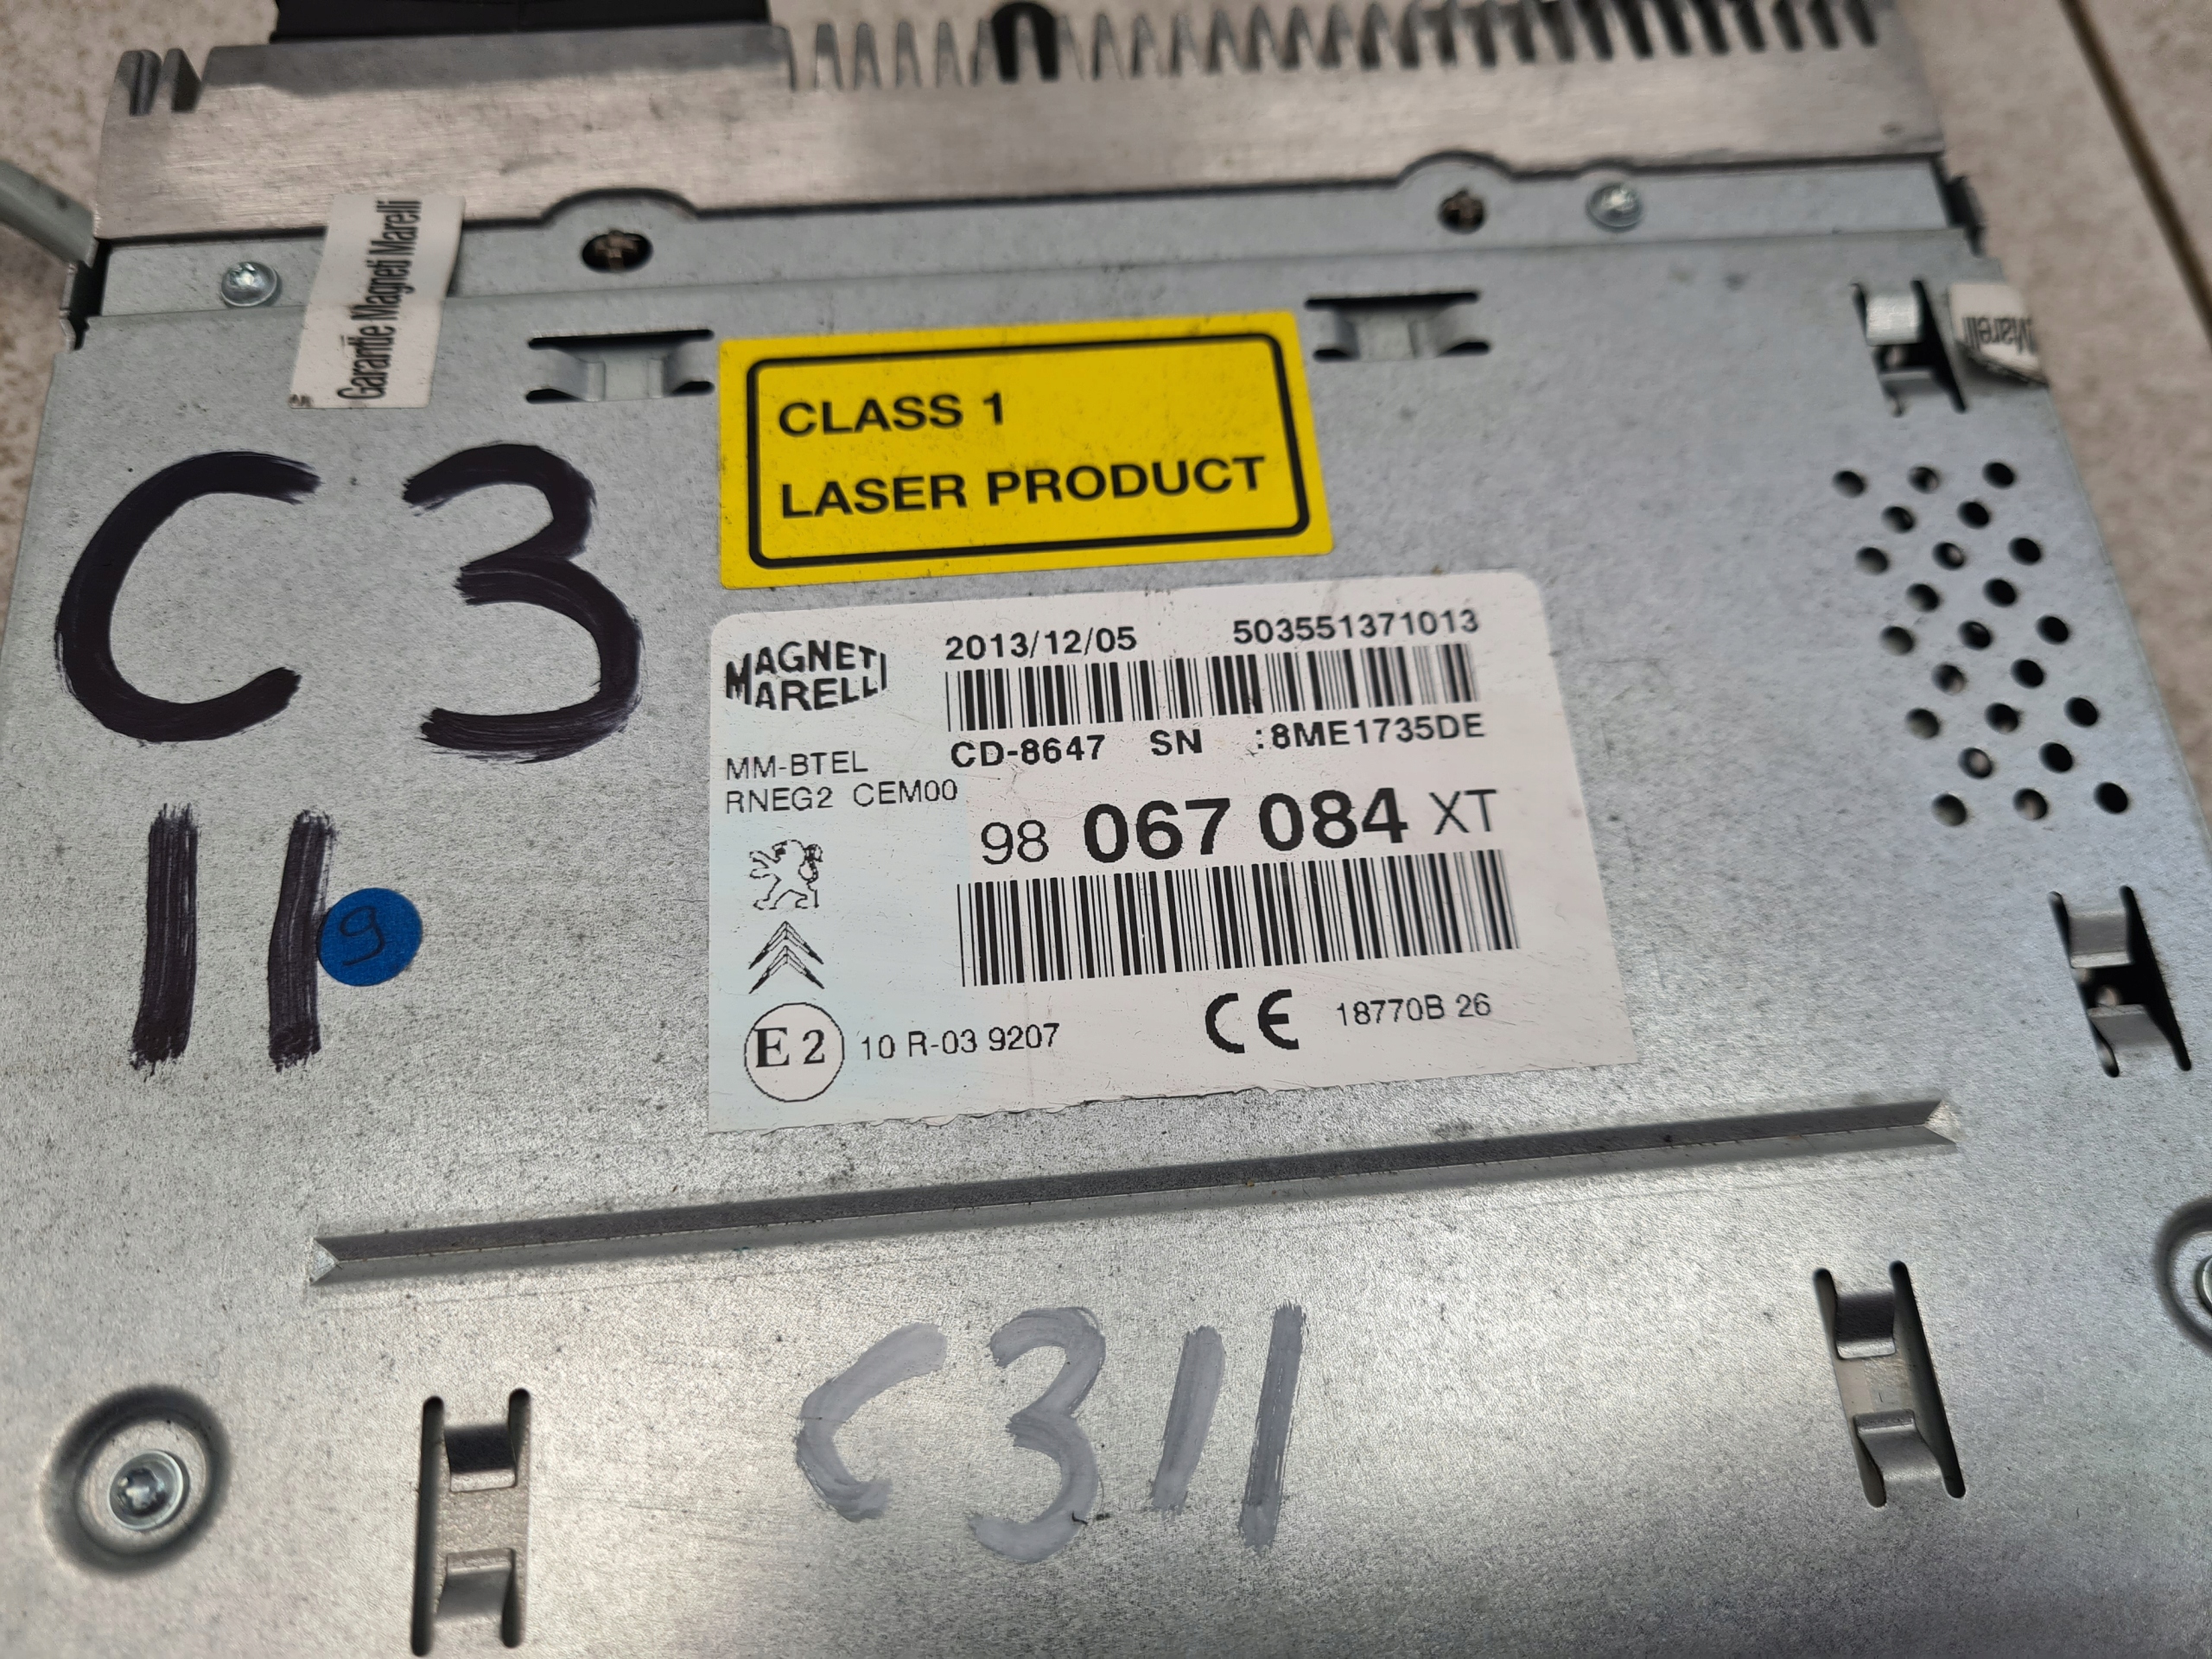 Garantie Magneti Marelli
Marelli
CLASS 1
LASER PRODUCT
C3
11
9
MAGNETI
MARELLI
2013/12/05 503551371013
CD-8647 SN :8ME1735DE
MM-BTEL
RNEG2 CEM00
98 067 084 XT
E2 10 R-03 9207 CE 18770B 26
C311